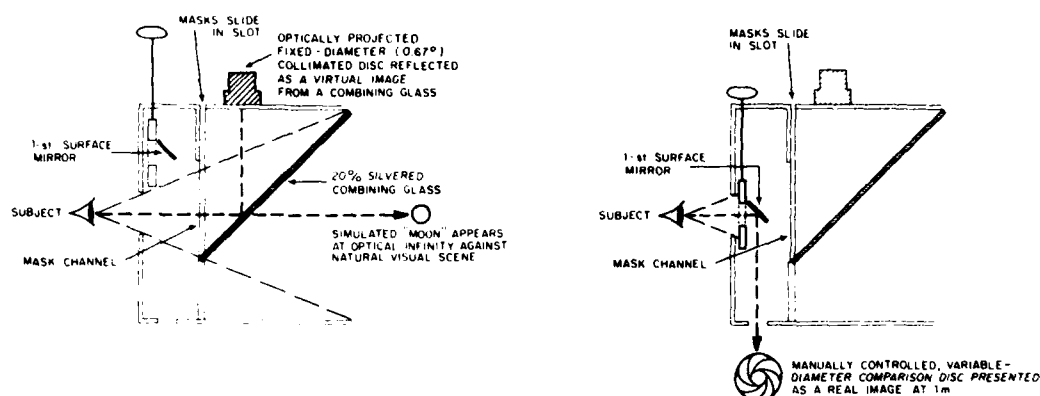 MASKS SLIDE
IN SLOT
OPTICALLY PROJECTED
FIXED-DIAMETER (0.67°)
COLLIMATED DISC REFLECTED
AS A VIRTUAL IMAGE
FROM A COMBINING GLASS
1-st SURFACE
MIRROR
20% SILVERED
COMBINING GLASS
SUBJECT
SIMULATED "MOON" APPEARS
AT OPTICAL INFINITY AGAINST
NATURAL VISUAL SCENE
MASK CHANNEL
MASKS SLIDE
IN SLOT
1-st SURFACE
MIRROR
SUBJECT
MASK CHANNEL
MANUALLY CONTROLLED, VARIABLE-
DIAMETER COMPARISON DISC PRESENTED
AS A REAL IMAGE AT 1m